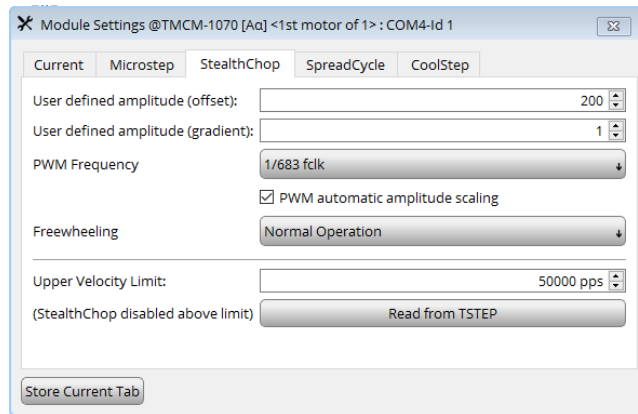 Module Settings @TMCM-1070 [Aα] <1st motor of 1> : COM4-Id 1
Current Microstep StealthChop SpreadCycle CoolStep
User defined amplitude (offset): 200
User defined amplitude (gradient): 1
PWM Frequency 1/683 fclk
PWM automatic amplitude scaling
Freewheeling Normal Operation
Upper Velocity Limit: 50000 pps
(StealthChop disabled above limit) Read from TSTEP
Store Current Tab